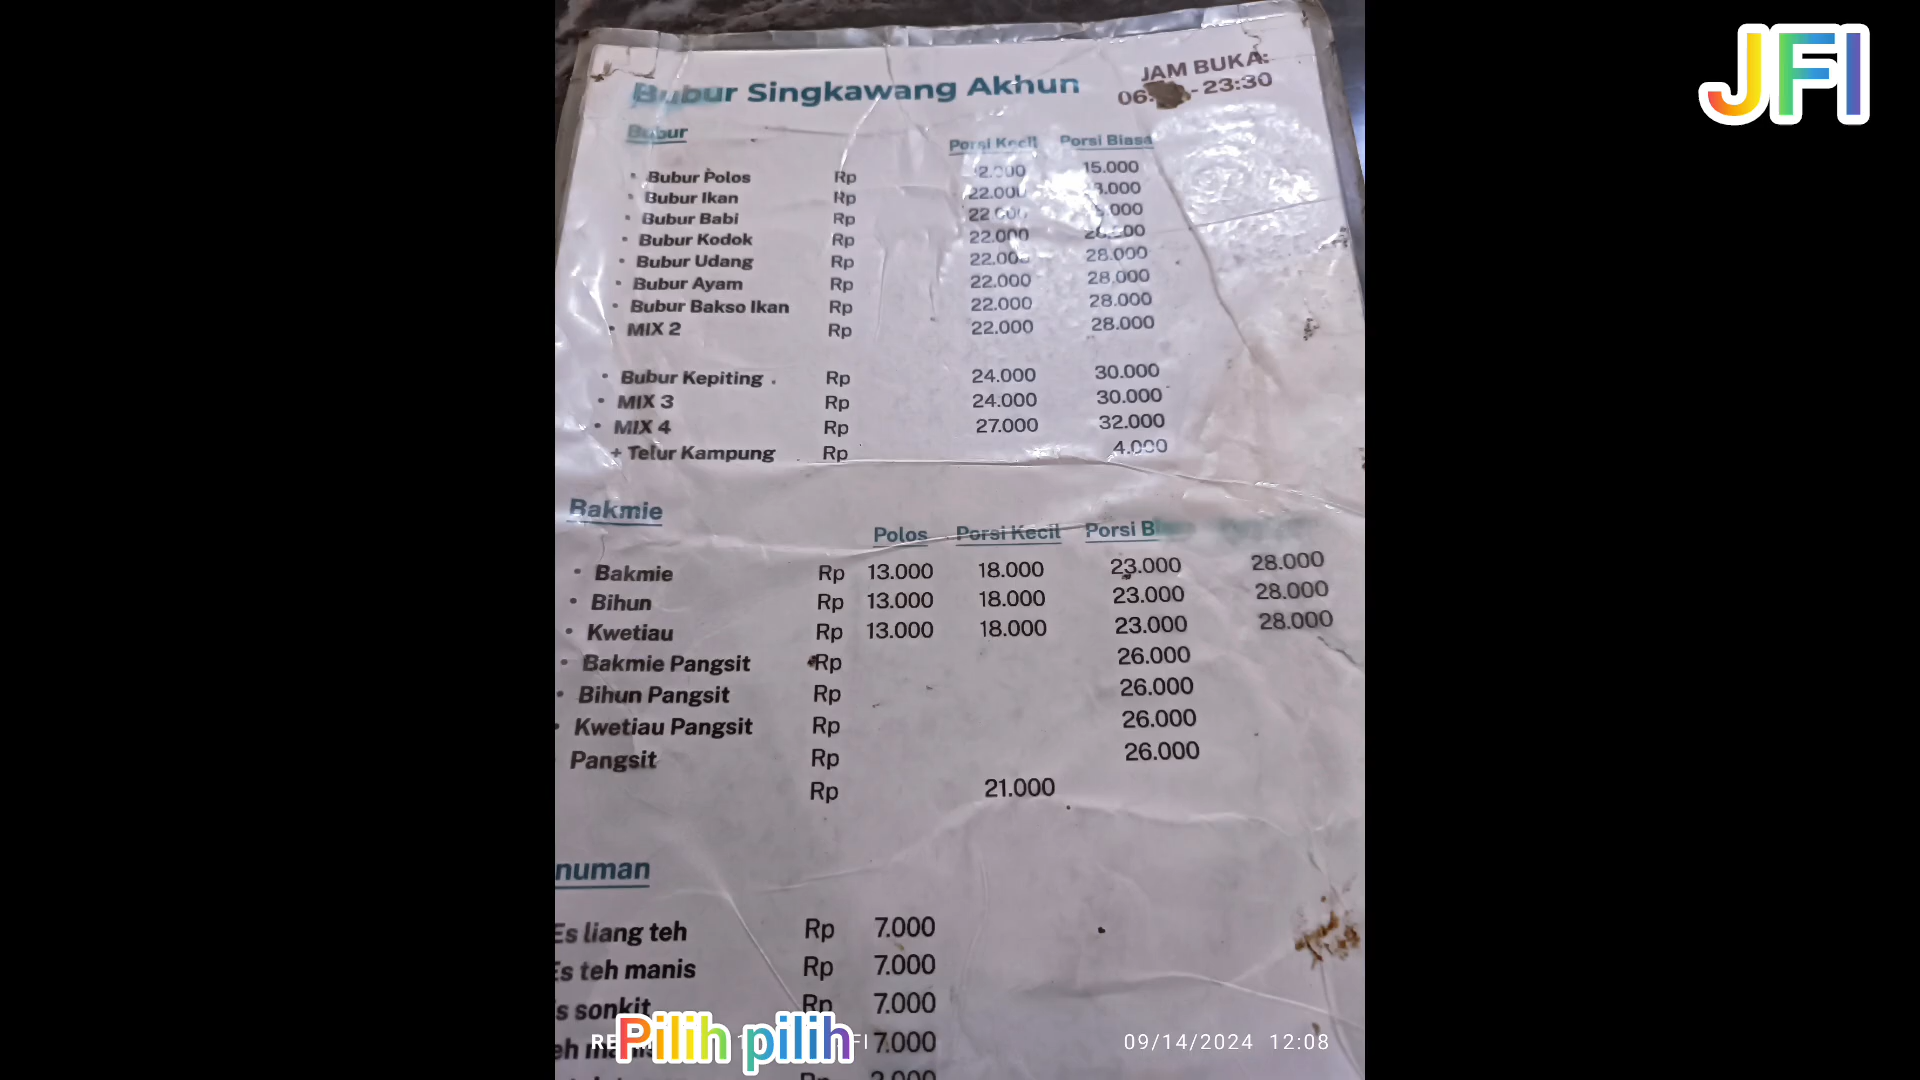 JFI
Bubur Singkawang Akhun
JAM BUKA:
- 23:30
Bubur
Porsi Kecil Porsi Biasa
• Bubur Polos Rp 15.000
• Bubur Ikan Rp 22.000
• Bubur Babi Rp
• Bubur Kodok Rp 22.000
• Bubur Udang Rp 22.000 28.000
• Bubur Ayam Rp 22.000 28.000
• Bubur Bakso Ikan Rp 22.000 28.000
• MIX 2 Rp 22.000 28.000
• Bubur Kepiting Rp 24.000 30.000
• MIX 3 Rp 24.000 30.000
• MIX 4 Rp 27.000 32.000
+ Telur Kampung Rp 4.000
Bakmie
Polos Porsi Kecil Porsi
• Bakmie Rp 13.000 18.000 23.000 28.000
• Bihun Rp 13.000 18.000 23.000 28.000
• Kwetiau Rp 13.000 18.000 23.000 28.000
• Bakmie Pangsit Rp 26.000
• Bihun Pangsit Rp 26.000
• Kwetiau Pangsit Rp 26.000
Pangsit Rp 26.000
Rp 21.000
numan
Es liang teh Rp 7.000
Es teh manis Rp 7.000
s sonkit Rp 7.000
7.000
Pilih pilih
09/14/2024 12:08